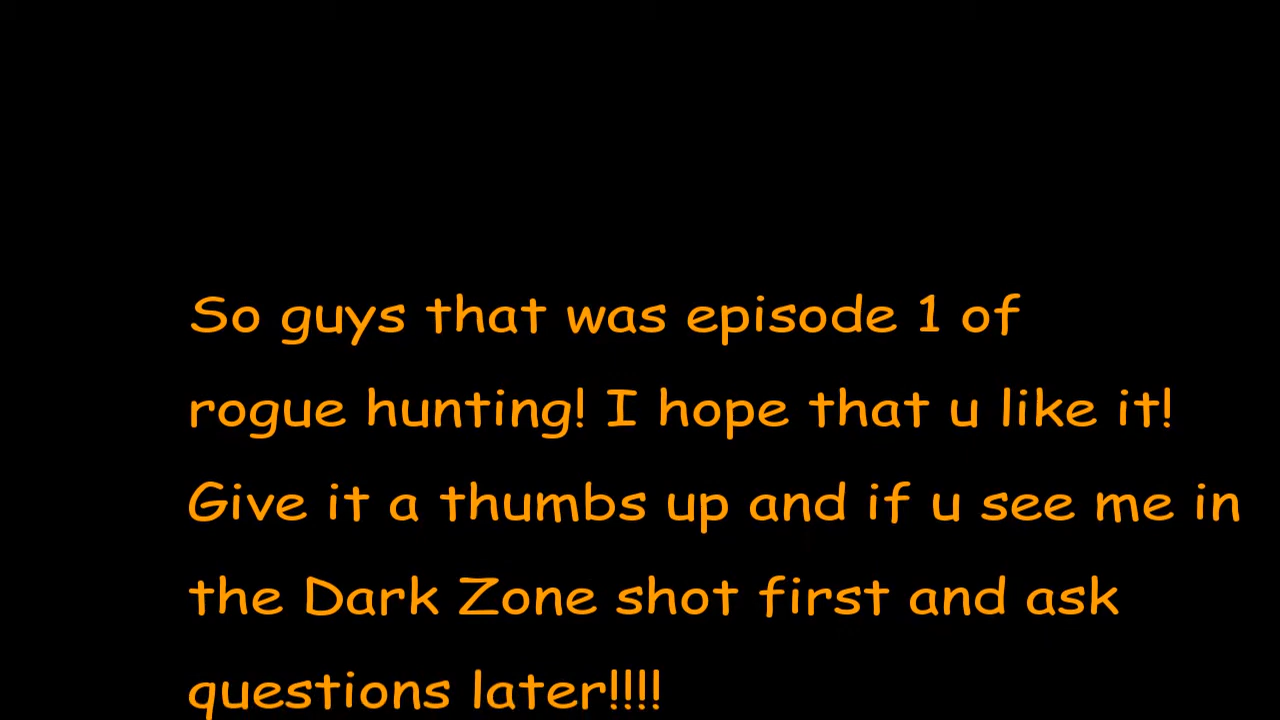 So guys that was episode 1 of
rogue hunting! I hope that u like it!
Give it a thumbs up and if u see me in
the Dark Zone shot first and ask
questions later!!!!